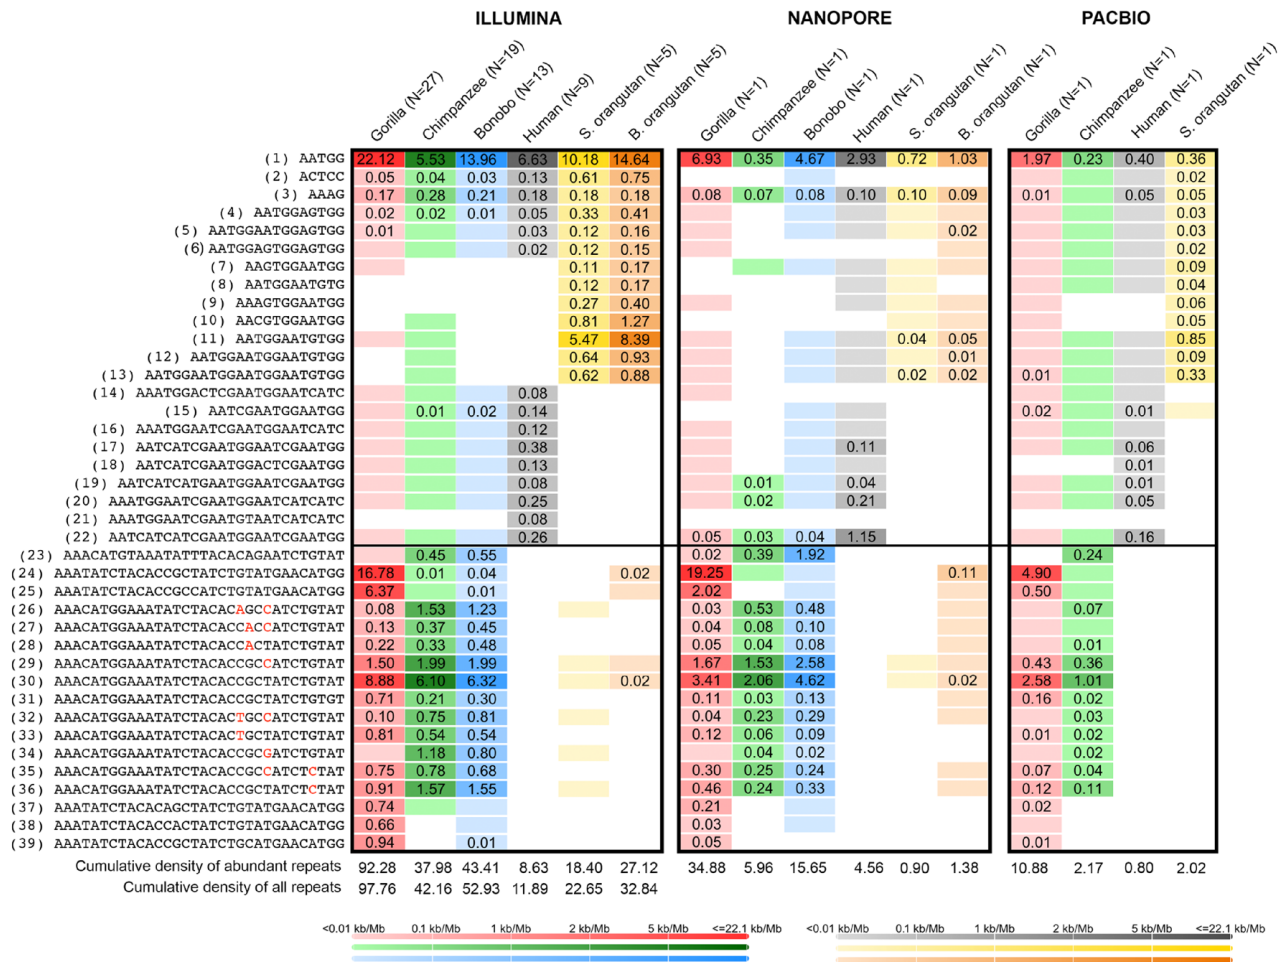 ILLUMINA NANOPORE PACBIO
Gorilla (N=27) Chimpanzee (N=19) Bonobo (N=13) Human (N=9) S. orangutan (N=5) B. orangutan (N=5) Gorilla (N=1) Chimpanzee (N=1) Bonobo (N=1) Human (N=1) S. orangutan (N=1) B. orangutan (N=1) Gorilla (N=1) Chimpanzee (N=1) Human (N=1) S. orangutan (N=1)
(1) AATGG 22.12 5.53 13.96 6.63 10.18 14.64 6.93 0.35 4.67 2.93 0.72 1.03 1.97 0.23 0.40 0.36
(2) ACTCC 0.05 0.04 0.03 0.13 0.61 0.75 0.02
(3) AAAG 0.17 0.28 0.21 0.18 0.18 0.18 0.08 0.07 0.08 0.10 0.10 0.09 0.01 0.05 0.05
(4) AATGGAGTGG 0.02 0.02 0.01 0.05 0.33 0.41 0.03
(5) AATGGAATGGAGTGG 0.01 0.03 0.12 0.16 0.02 0.03
(6) AATGGAGTGGAATGG 0.02 0.12 0.15 0.02
(7) AAGTGGAATGG 0.11 0.17 0.09
(8) AATGGAATGTG 0.12 0.17 0.04
(9) AAAGTGGAATGG 0.27 0.40 0.06
(10) AACGTGGAATGG 0.81 1.27 0.05
(11) AATGGAATGTGG 5.47 8.39 0.04 0.05 0.85
(12) AATGGAATGGAATGTGG 0.64 0.93 0.01 0.09
(13) AATGGAATGGAATGGAATGTGG 0.62 0.88 0.02 0.02 0.01 0.33
(14) AAATGGACTCGAATGGAATCATC 0.08
(15) AATCGAATGGAATGG 0.01 0.02 0.14 0.02 0.01
(16) AAATGGAATCGAATGGAATCATC 0.12
(17) AATCATCGAATGGAATCGAATGG 0.38 0.11 0.06
(18) AATCATCGAATGGACTCGAATGG 0.13 0.01
(19) AATCATCATGAATGGAATCGAATGG 0.08 0.01 0.04 0.01
(20) AAATGGAATCGAATGGAATCATCATC 0.25 0.02 0.21 0.05
(21) AAATGGAATCGAATGTAATCATCATC 0.08
(22) AATCATCATCGAATGGAATCGAATGG 0.26 0.05 0.03 0.04 1.15 0.16
(23) AAACATGTAAATATTTACACAGAATCTGTAT 0.45 0.55 0.02 0.39 1.92 0.24
(24) AAATATCTACACCGCTATCTGTATGAACATGG 16.78 0.01 0.04 0.02 19.25 0.11 4.90
(25) AAATATCTACACCGCCATCTGTATGAACATGG 6.37 0.01 2.02 0.50
(26) AAACATGGAAATATCTACACAGCCATCTGTAT 0.08 1.53 1.23 0.03 0.53 0.48 0.07
(27) AAACATGGAAATATCTACACCACCATCTGTAT 0.13 0.37 0.45 0.04 0.08 0.10
(28) AAACATGGAAATATCTACACCACTATCTGTAT 0.22 0.33 0.48 0.05 0.04 0.08 0.01
(29) AAACATGGAAATATCTACACCGCCATCTGTAT 1.50 1.99 1.99 1.67 1.53 2.58 0.43 0.36
(30) AAACATGGAAATATCTACACCGCTATCTGTAT 8.88 6.10 6.32 0.02 3.41 2.06 4.62 0.02 2.58 1.01
(31) AAACATGGAAATATCTACACCGCTATCTGTGT 0.71 0.21 0.30 0.11 0.03 0.13 0.16 0.02
(32) AAACATGGAAATATCTACACTGCCATCTGTAT 0.10 0.75 0.81 0.04 0.23 0.29 0.03
(33) AAACATGGAAATATCTACACTGCTATCTGTAT 0.81 0.54 0.54 0.12 0.06 0.09 0.01 0.02
(34) AAACATGGAAATATCTACACCGCGATCTGTAT 1.18 0.80 0.04 0.02 0.02
(35) AAACATGGAAATATCTACACCGCCATCTCTAT 0.75 0.78 0.68 0.30 0.25 0.24 0.07 0.04
(36) AAACATGGAAATATCTACACCGCTATCTCTAT 0.91 1.57 1.55 0.46 0.24 0.33 0.12 0.11
(37) AAATATCTACACAGCTATCTGTATGAACATGG 0.74 0.21 0.02
(38) AAATATCTACACCACTATCTGTATGAACATGG 0.66 0.03
(39) AAATATCTACACCGCTATCTGCATGAACATGG 0.94 0.01 0.05 0.01
Cumulative density of abundant repeats 92.28 37.98 43.41 8.63 18.40 27.12 34.88 5.96 15.65 4.56 0.90 1.38 10.88 2.17 0.80 2.02
Cumulative density of all repeats 97.76 42.16 52.93 11.89 22.65 32.84
<0.01 kb/Mb 0.1 kb/Mb 1 kb/Mb 2 kb/Mb 5 kb/Mb <=22.1 kb/Mb <0.01 kb/Mb 0.1 kb/Mb 1 kb/Mb 2 kb/Mb 5 kb/Mb <=22.1 kb/Mb